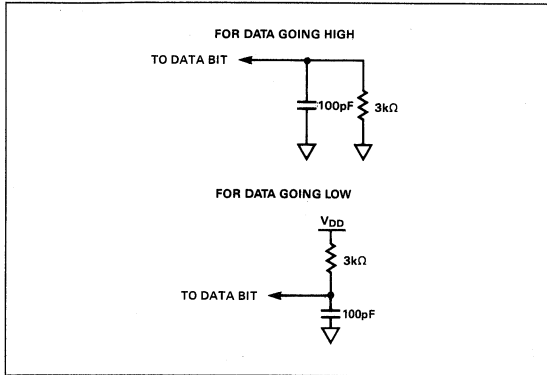 FOR DATA GOING HIGH
TO DATA BIT
100pF
3kΩ
FOR DATA GOING LOW
VDD
3kΩ
TO DATA BIT
100pF